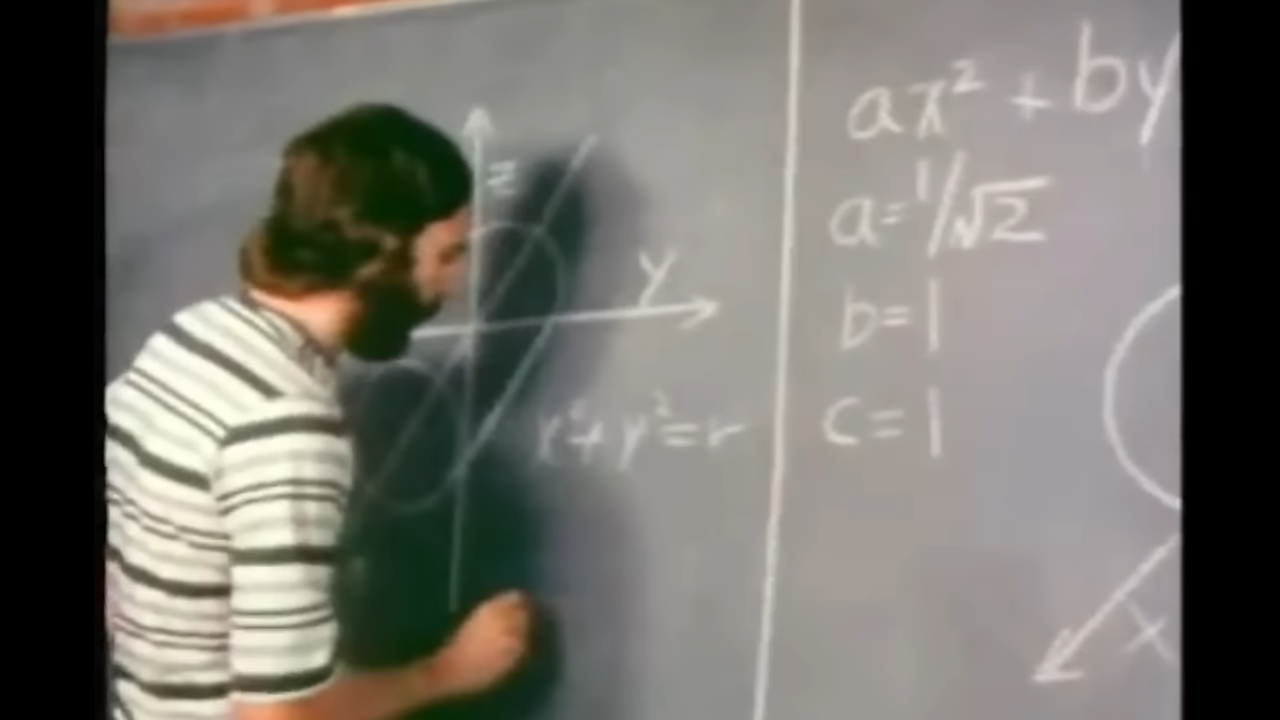 z
y
x²+y²=r
ax²+by
a=1/√2
b=1
c=1
x